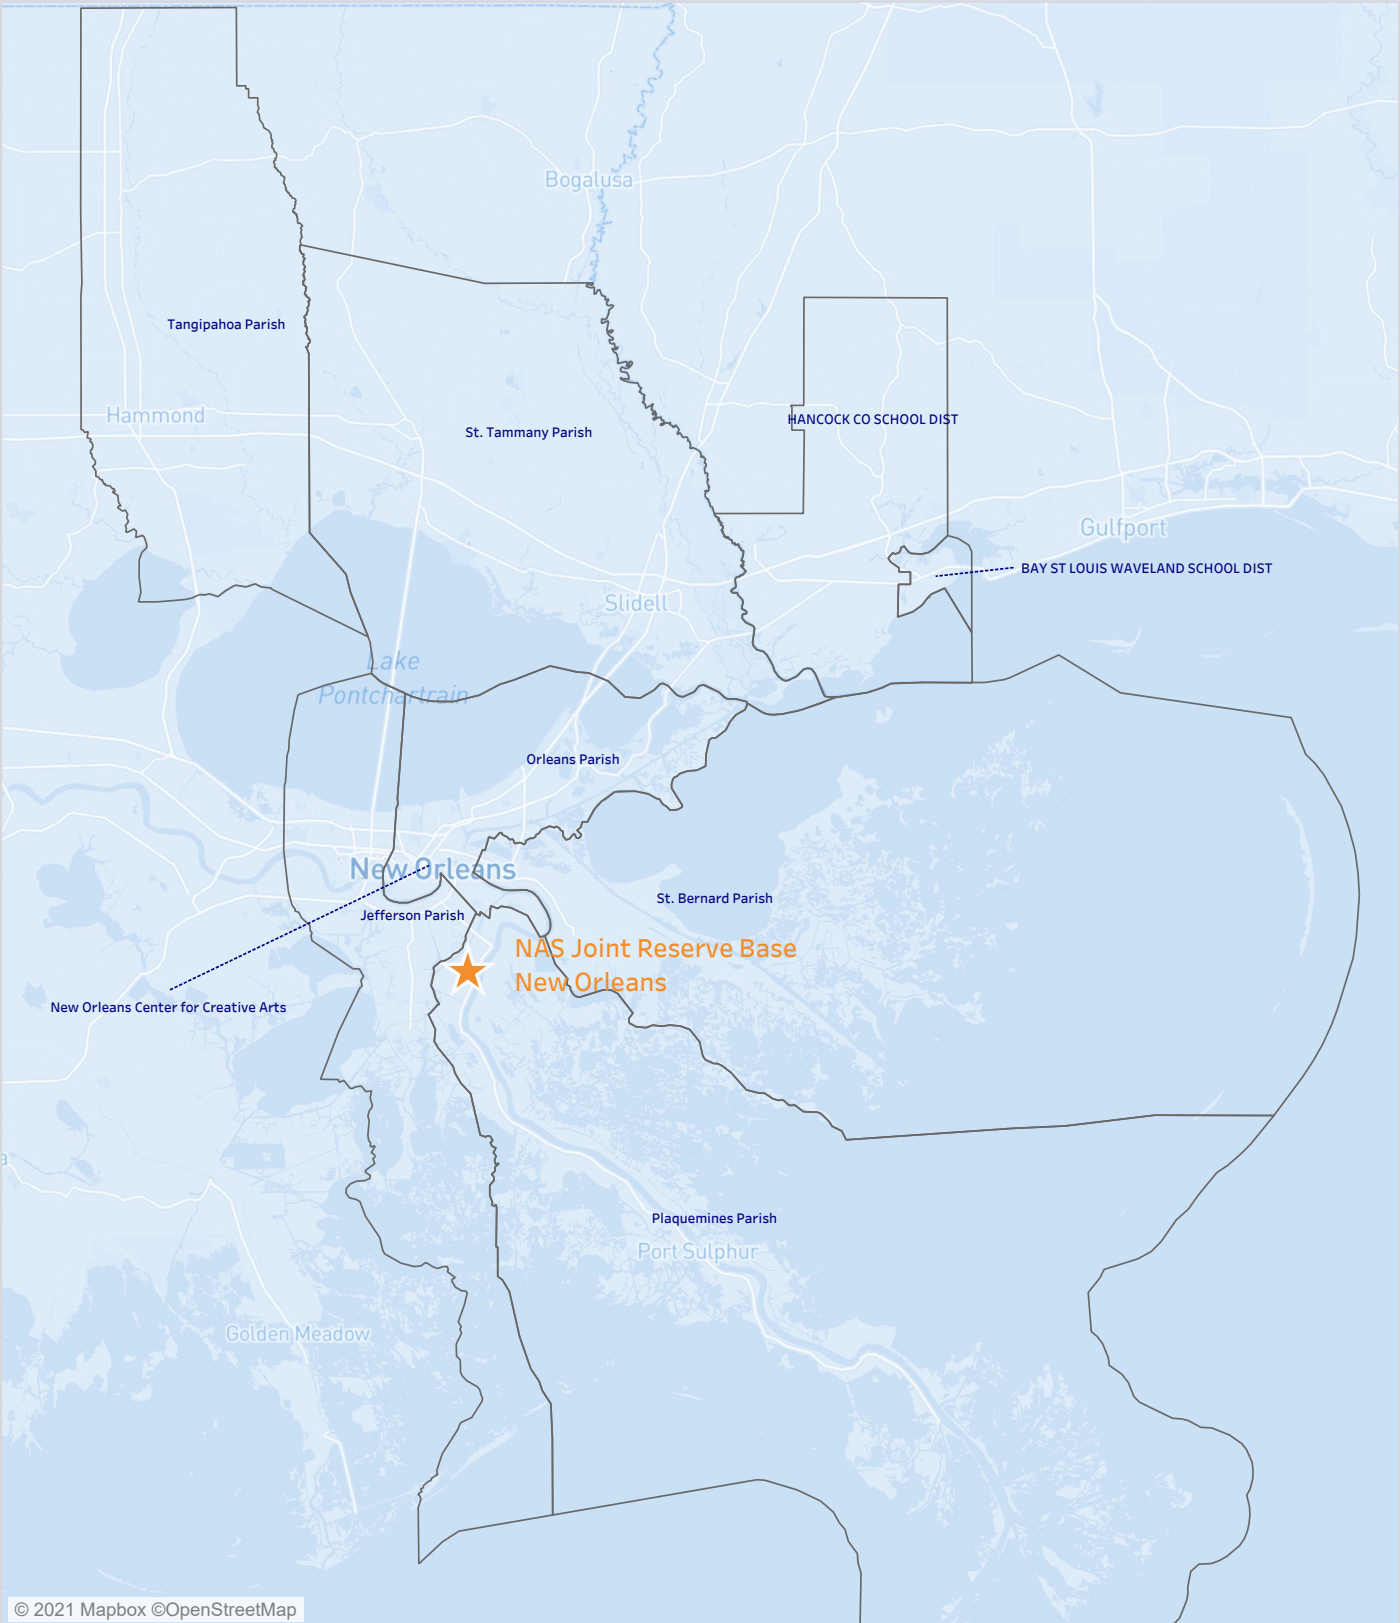 Bogalusa
Tangipahoa Parish
Hammond
HANCOCK CO SCHOOL DIST
St. Tammany Parish
Gulfport
BAY ST LOUIS WAVELAND SCHOOL DIST
Slidell
Lake
Pontchartrain
Orleans Parish
New Orleans
St. Bernard Parish
Jefferson Parish
NAS Joint Reserve Base
New Orleans
New Orleans Center for Creative Arts
a
Plaquemines Parish
Port Sulphur
Golden Meadow
© 2021 Mapbox ©OpenStreetMap